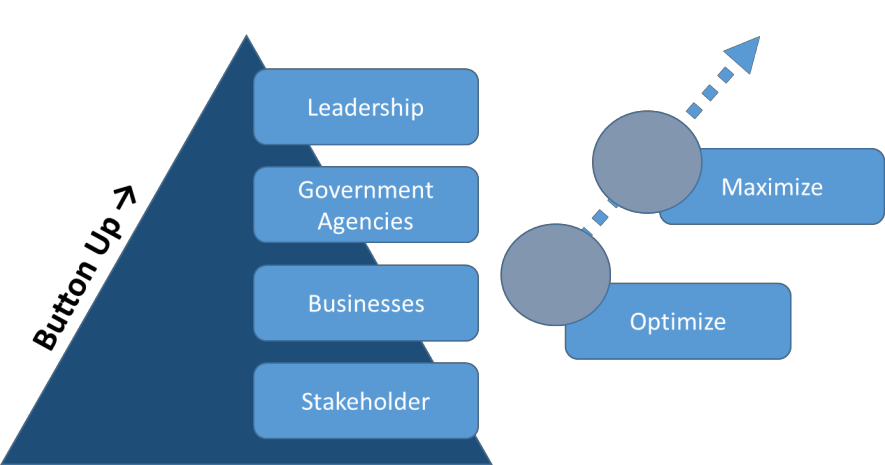 Button Up →
Leadership
Government
Agencies
Businesses
Stakeholder
Maximize
Optimize